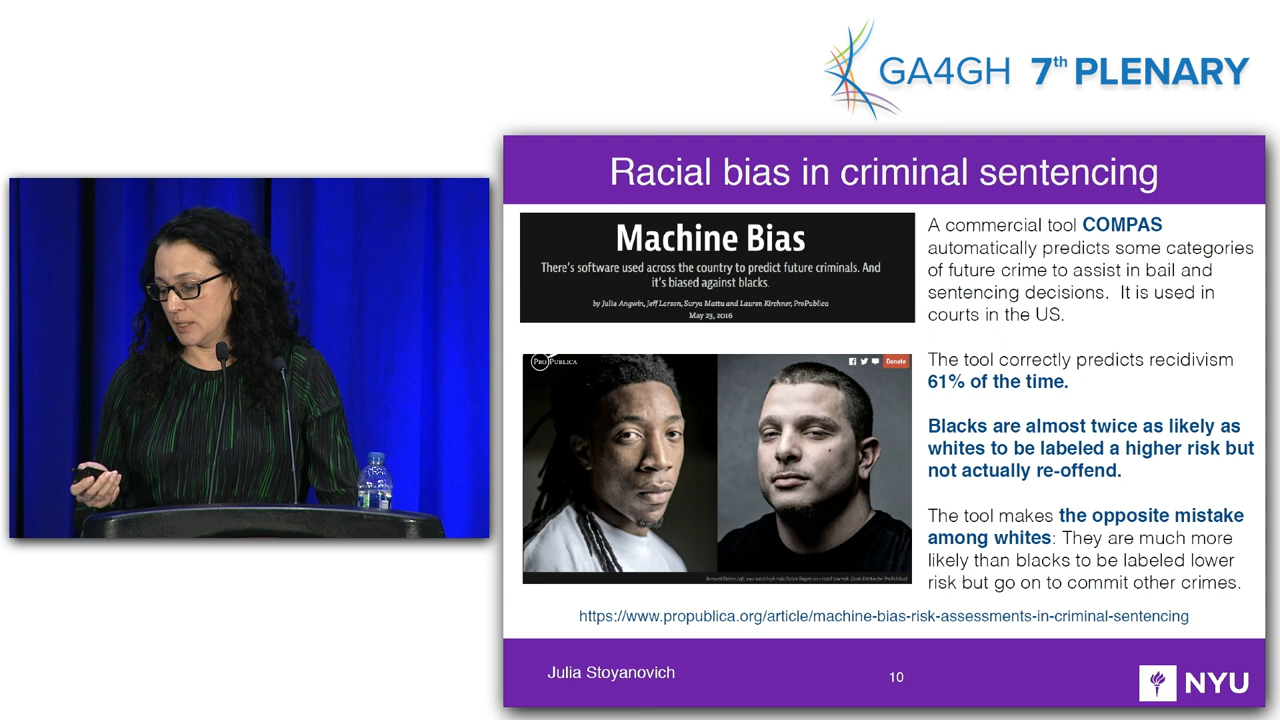 GA4GH 7th PLENARY
Racial bias in criminal sentencing
Machine Bias
There's software used across the country to predict future criminals. And
it's biased against blacks.
by Julia Angwin, Jeff Larson, Surya Mattu and Lauren Kirchner, ProPublica
May 23, 2016
PROPUBLICA
Donate
A commercial tool COMPAS
automatically predicts some categories
of future crime to assist in bail and
sentencing decisions. It is used in
courts in the US.
The tool correctly predicts recidivism
61% of the time.
Blacks are almost twice as likely as
whites to be labeled a higher risk but
not actually re-offend.
The tool makes the opposite mistake
among whites: They are much more
likely than blacks to be labeled lower
risk but go on to commit other crimes.
https://www.propublica.org/article/machine-bias-risk-assessments-in-criminal-sentencing
Julia Stoyanovich
10
NYU